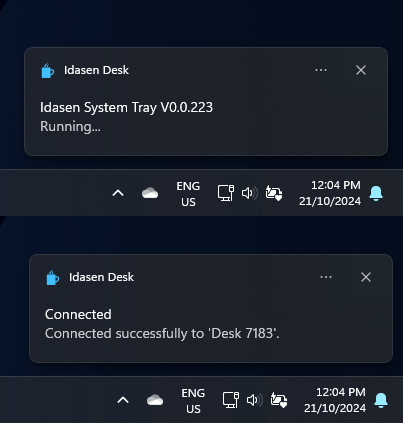 Idasen Desk
Idasen System Tray V0.0.223
Running...
ENG 12:04 PM
US 21/10/2024
Idasen Desk
Connected
Connected successfully to 'Desk 7183'.
ENG 12:04 PM
US 21/10/2024